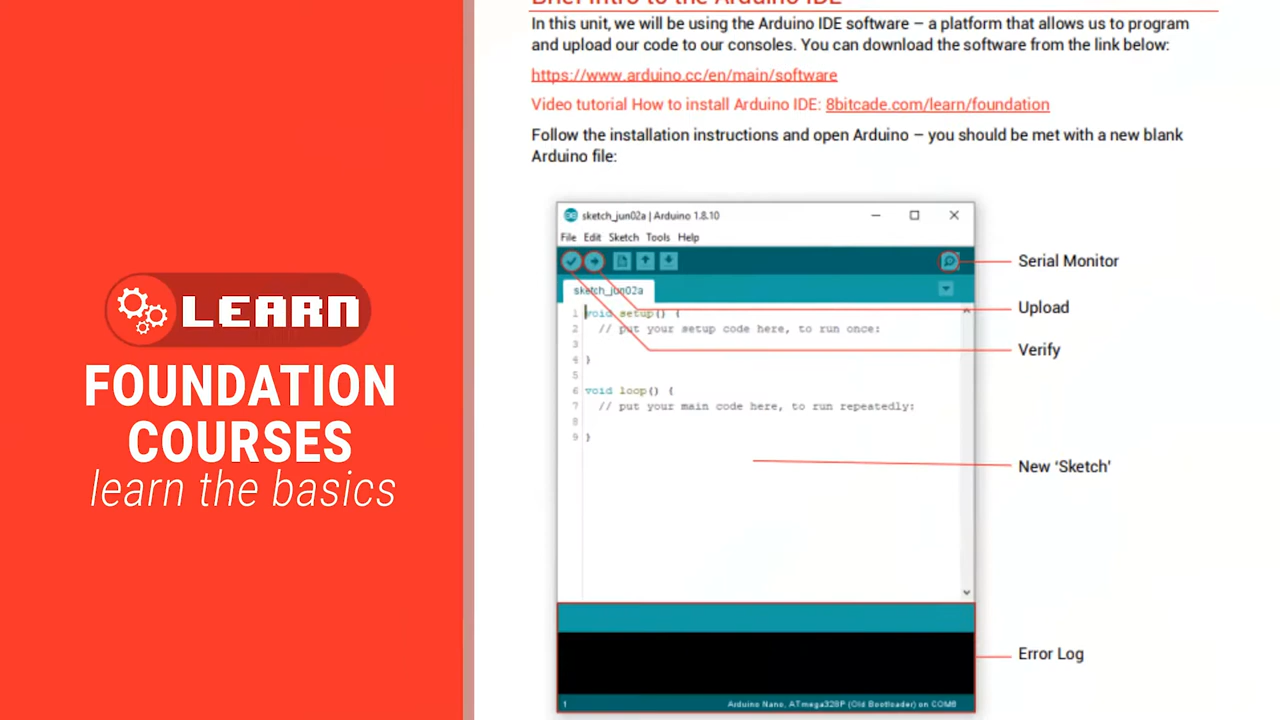 LEARN
FOUNDATION
COURSES
learn the basics
Brief Intro to the Arduino IDE
In this unit, we will be using the Arduino IDE software – a platform that allows us to program
and upload our code to our consoles. You can download the software from the link below:
https://www.arduino.cc/en/main/software
Video tutorial How to install Arduino IDE: 8bitcade.com/learn/foundation
Follow the installation instructions and open Arduino – you should be met with a new blank
Arduino file:
sketch_jun02a | Arduino 1.8.10
File Edit Sketch Tools Help
Serial Monitor
sketch_jun02a
Upload
Verify
1 void setup() {
2 // put your setup code here, to run once:
3
4 }
5
6 void loop() {
7 // put your main code here, to run repeatedly:
8
9 }
New ‘Sketch’
Error Log
1 Arduino Nano, ATmega328P (Old Bootloader) on COM8